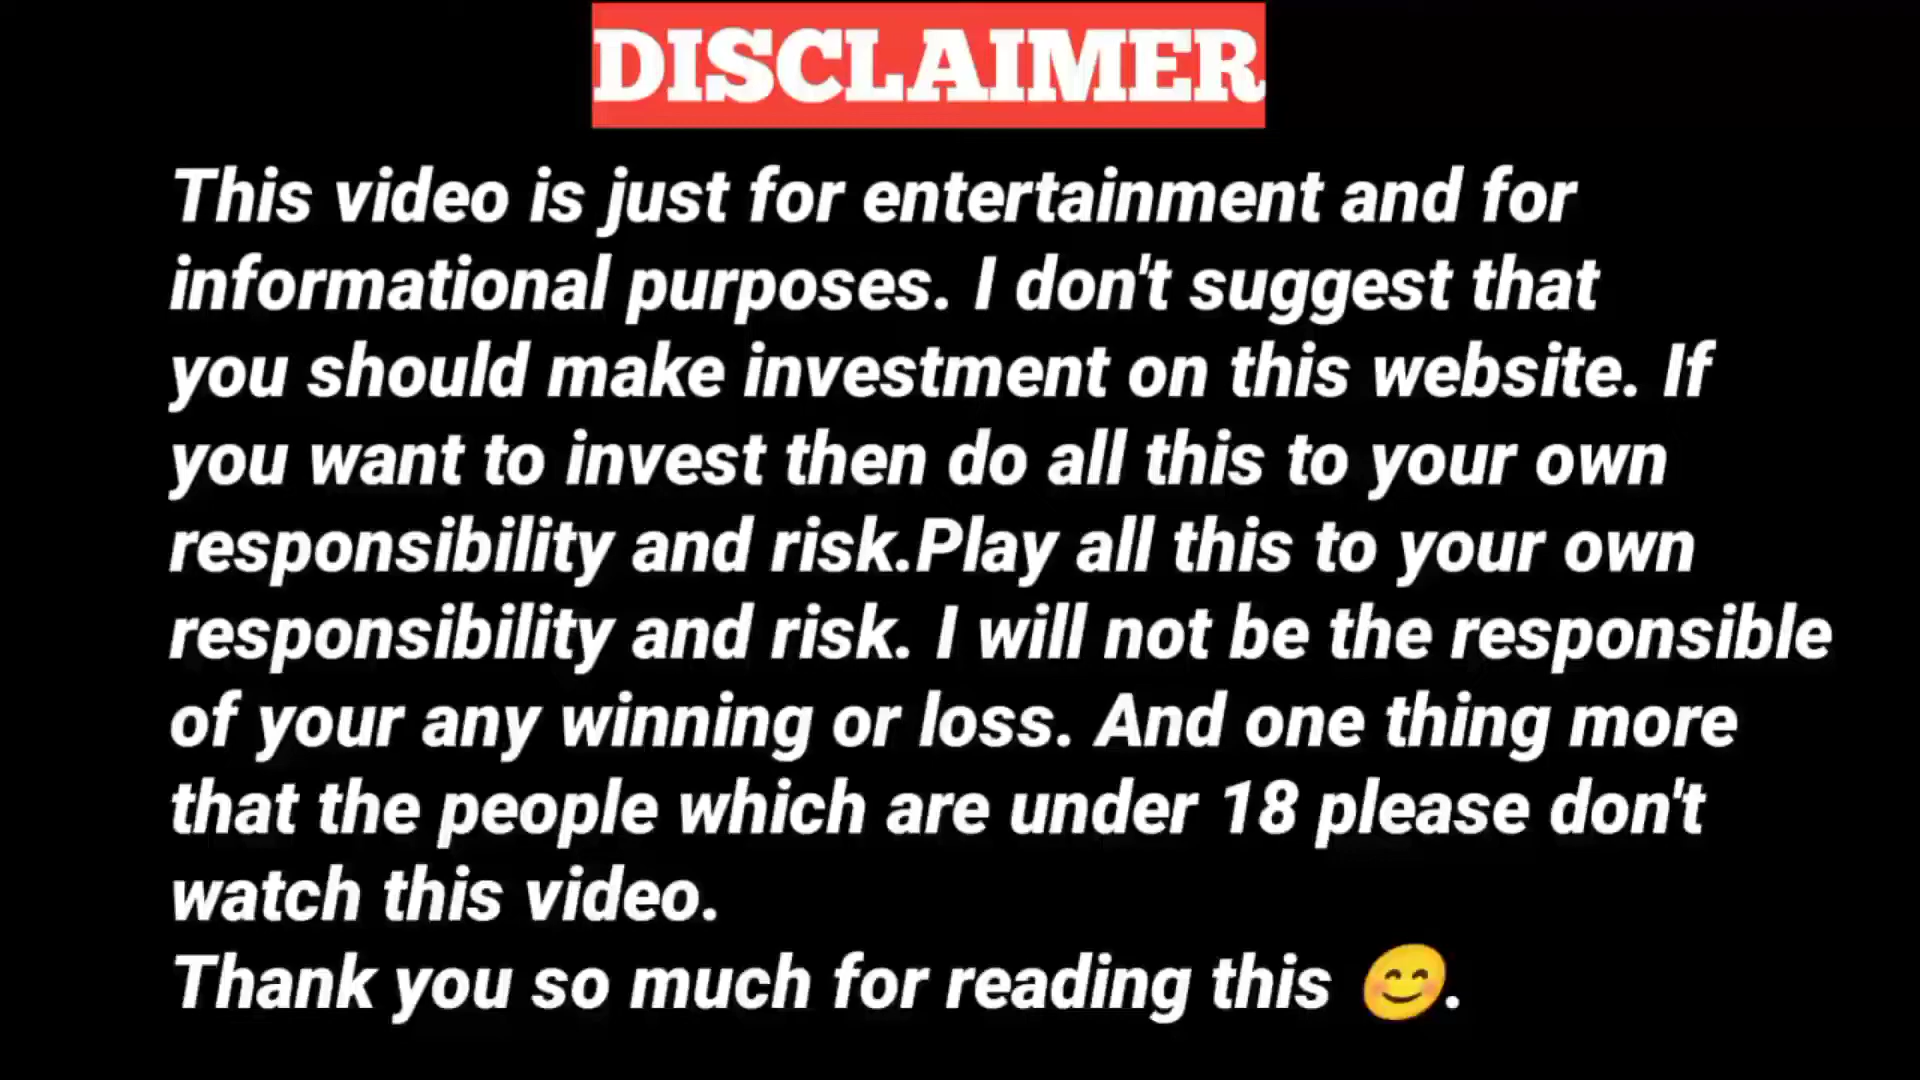 DISCLAIMER
This video is just for entertainment and for
informational purposes. I don't suggest that
you should make investment on this website. If
you want to invest then do all this to your own
responsibility and risk.Play all this to your own
responsibility and risk. I will not be the responsible
of your any winning or loss. And one thing more
that the people which are under 18 please don't
watch this video.
Thank you so much for reading this 😊.